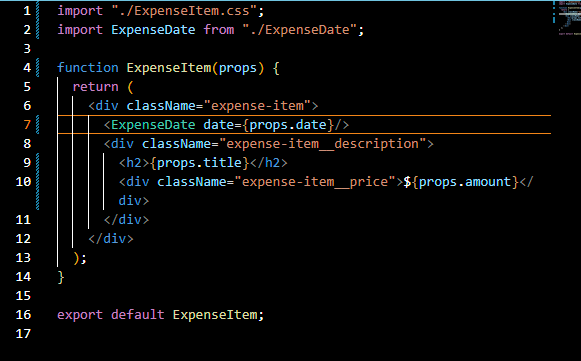 1 import "./ExpenseItem.css";
2 import ExpenseDate from "./ExpenseDate";
3
4 function ExpenseItem(props) {
5 return (
6 <div className="expense-item">
7 <ExpenseDate date={props.date}/>
8 <div className="expense-item__description">
9 <h2>{props.title}</h2>
10 <div className="expense-item__price">${props.amount}</
div>
11 </div>
12 </div>
13 );
14 }
15
16 export default ExpenseItem;
17